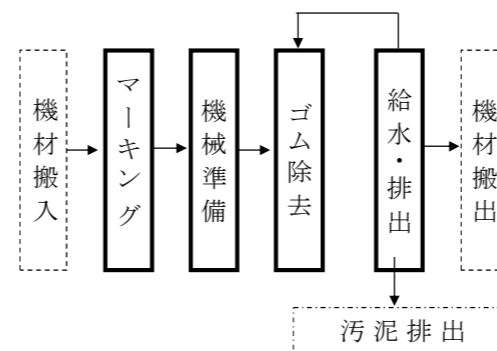 機材搬入
マーキング
機械準備
ゴム除去
給水・排出
機材搬出
汚泥排出